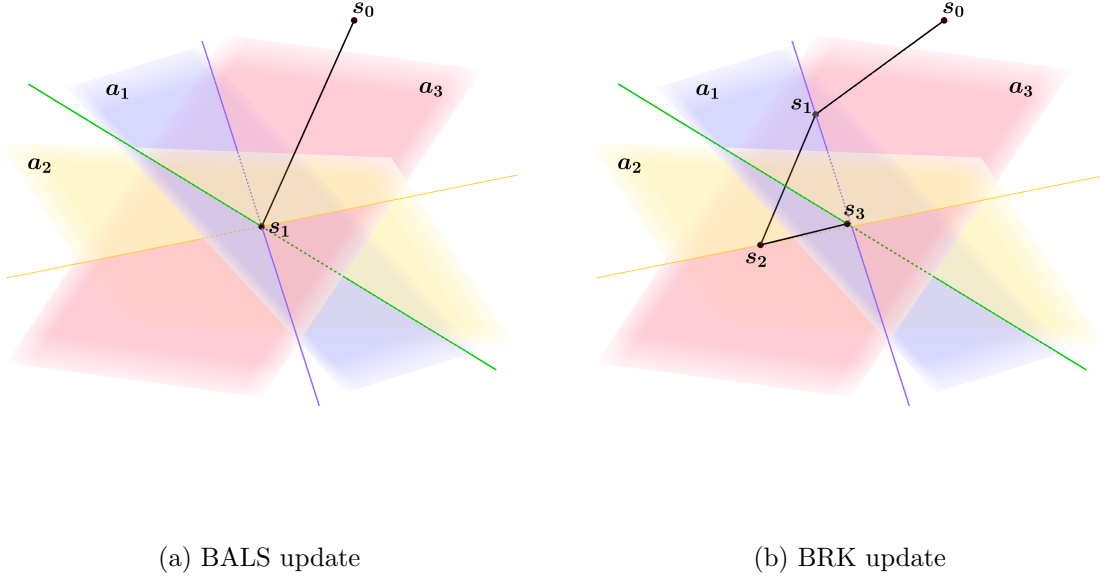 s₀
a₁
a₃
a₂
s₁
(a) BALS update
s₀
a₁
s₁
a₃
a₂
s₃
s₂
(b) BRK update